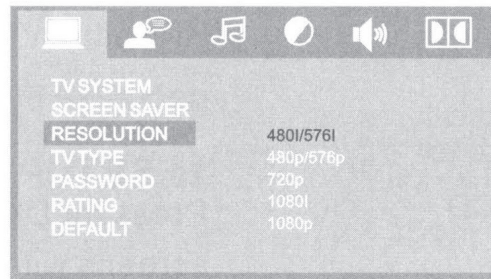 TV SYSTEM
SCREEN SAVER
RESOLUTION 480I/576I
TV TYPE 480p/576p
PASSWORD 720p
RATING 1080I
DEFAULT 1080p